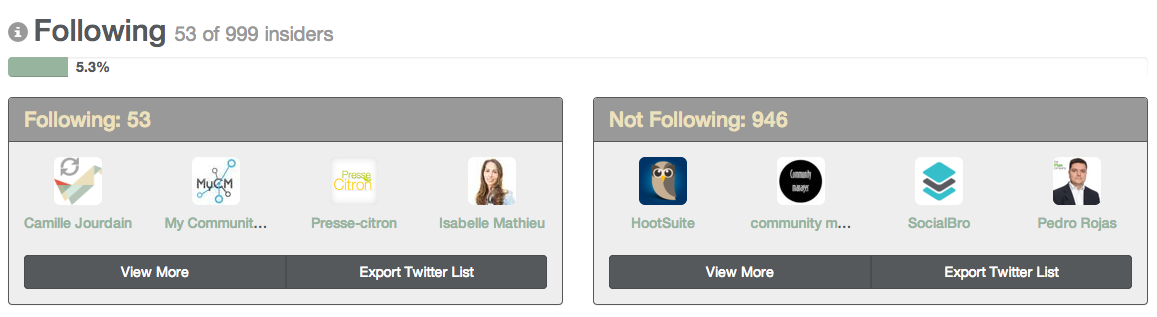 Following 53 of 999 insiders
5.3%
Following: 53
Camille Jourdain
MyCM
My Communit...
Presse
Citron
Presse-citron
Isabelle Mathieu
View More
Export Twitter List
Not Following: 946
HootSuite
Community
manager
community m...
SocialBro
Pedro Rojas
View More
Export Twitter List